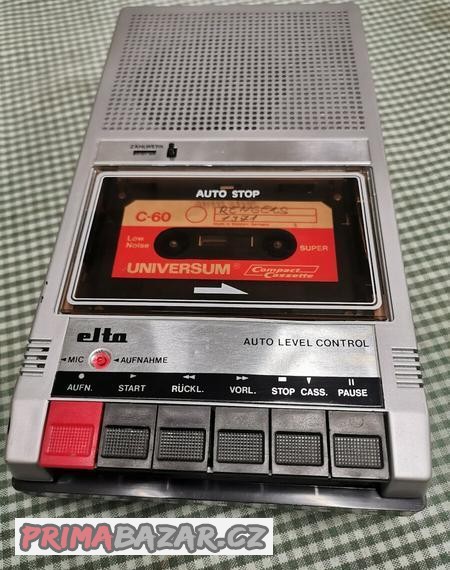 ZÄHLWERK
AUTO STOP
C-60
1971
Low Noise
SUPER
UNIVERSUM®
Compact Cassette
elta
AUTO LEVEL CONTROL
◄MIC ◄AUFNAHME
AUFN. START RÜCKL. VORL. STOP CASS. PAUSE
PRIMABAZAR.CZ